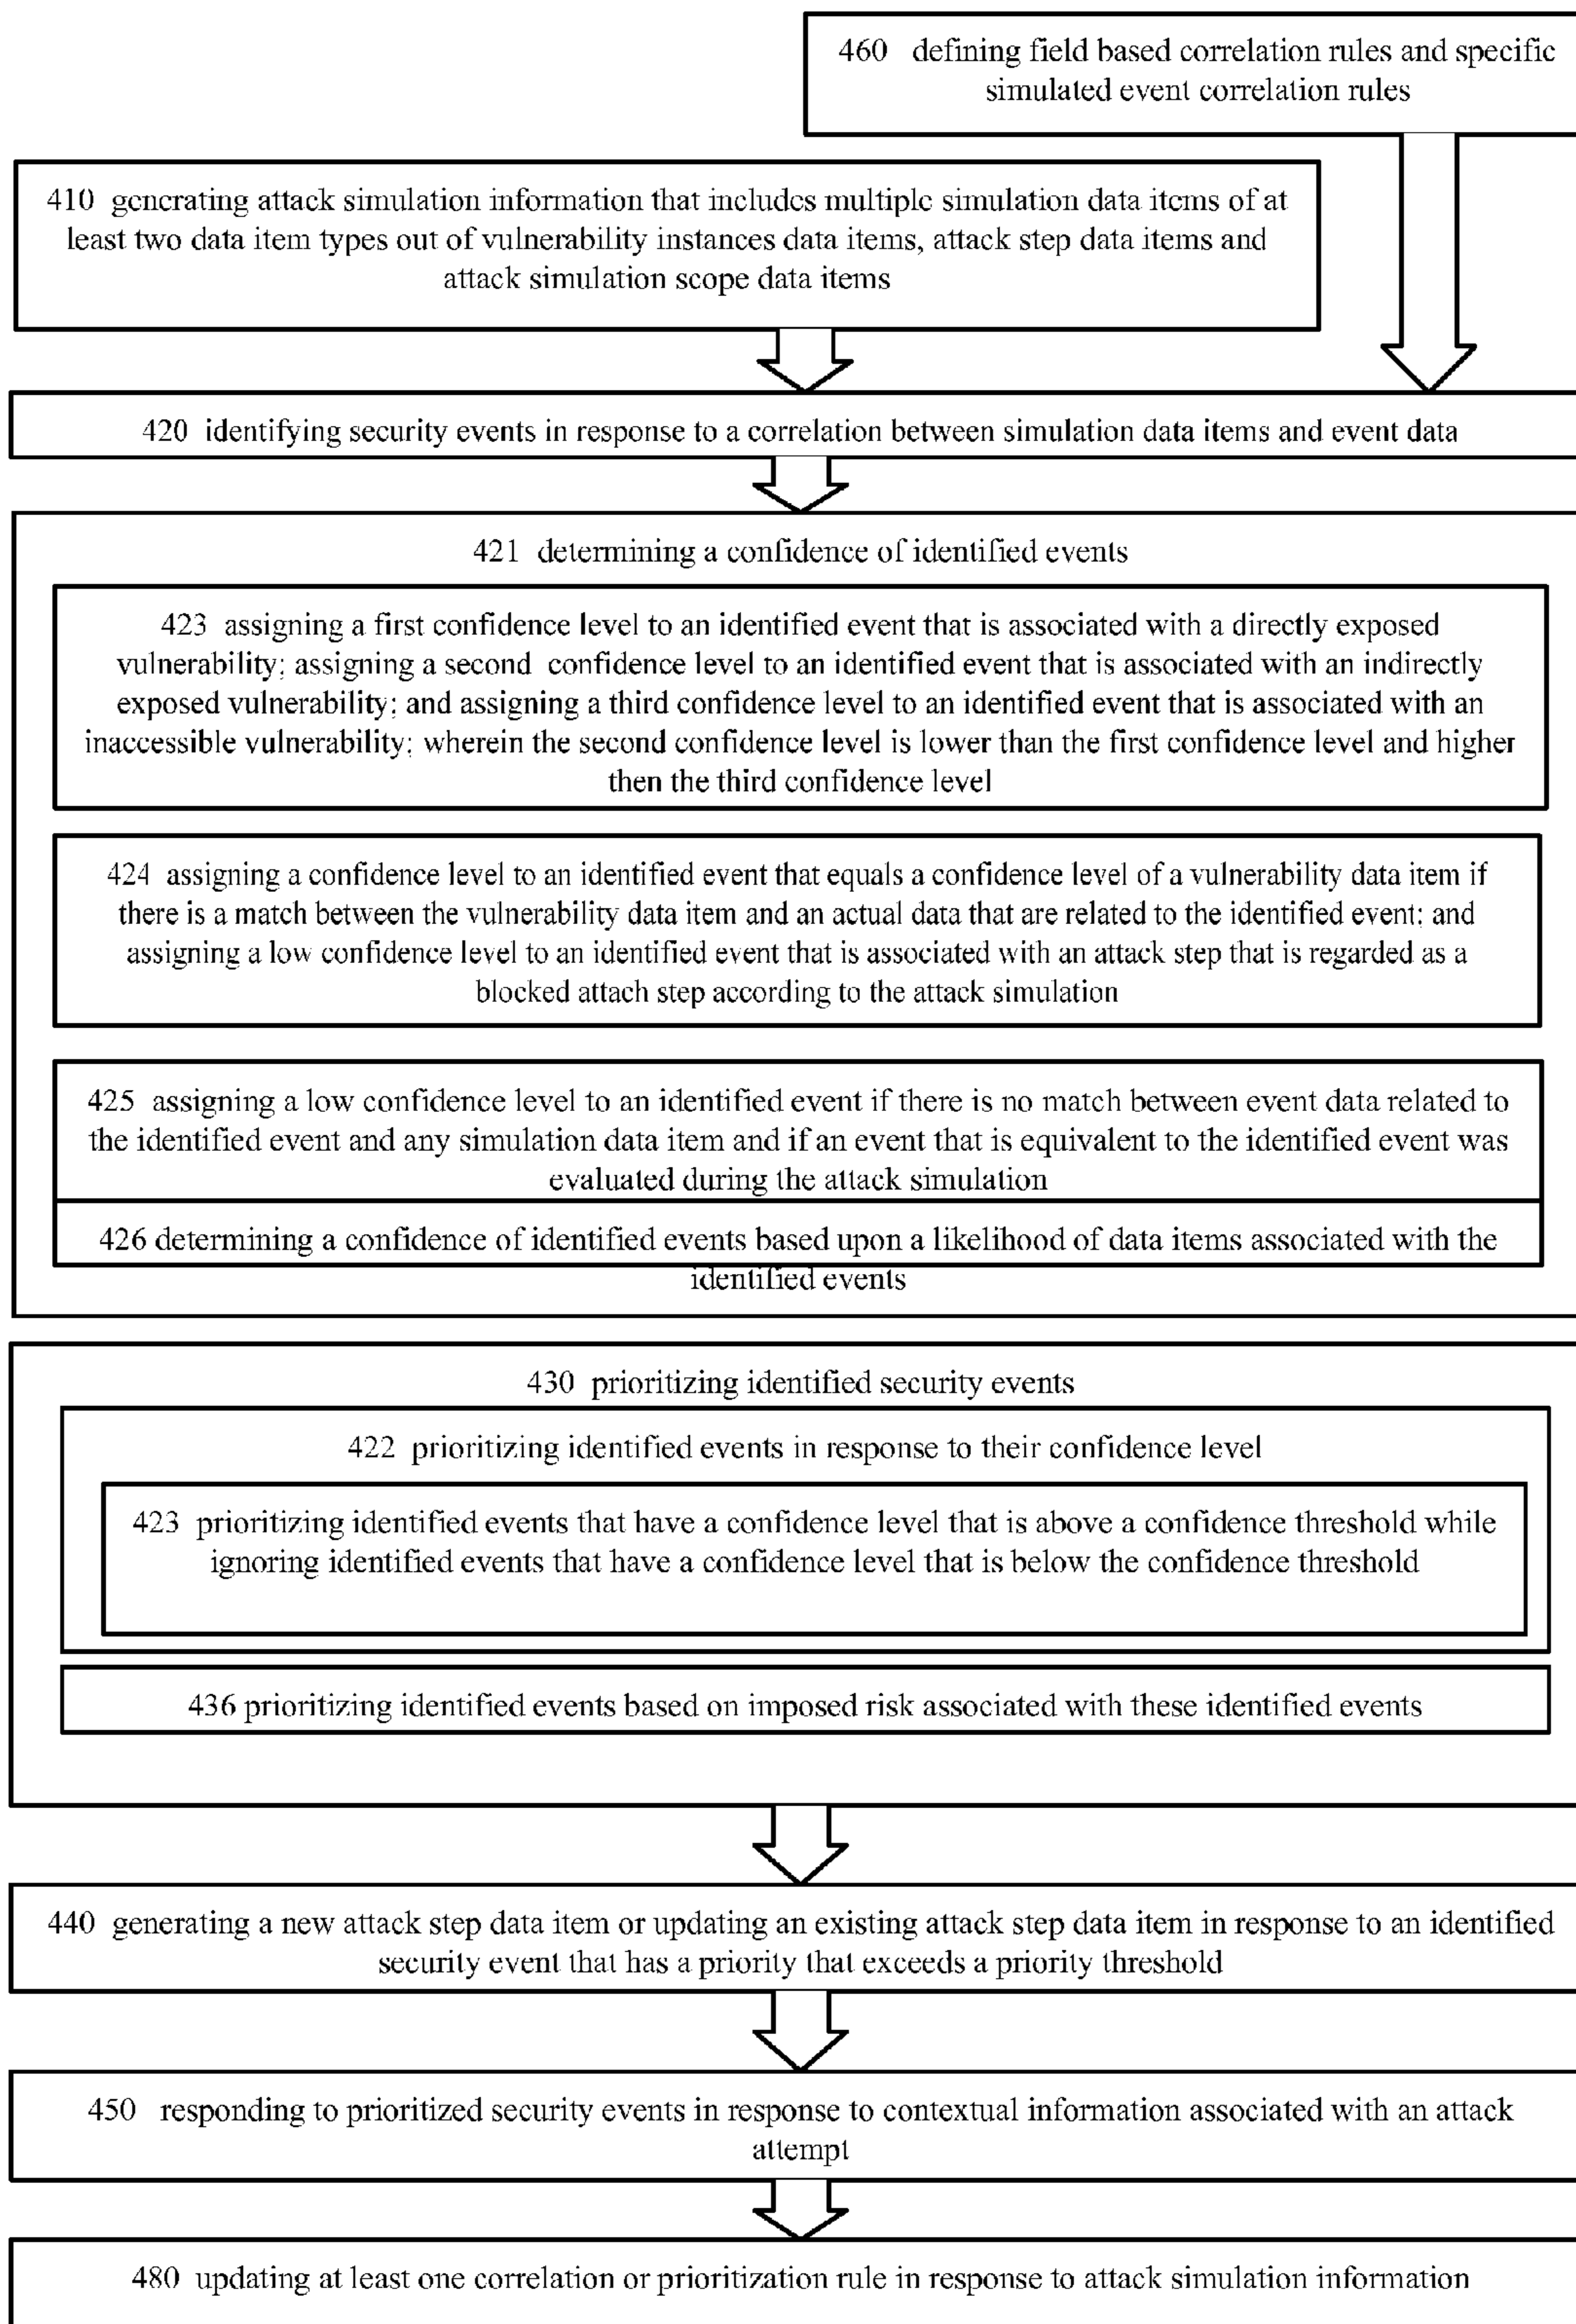 460 defining field based correlation rules and specific
simulated event correlation rules
410 generating attack simulation information that includes multiple simulation data items of at
least two data item types out of vulnerability instances data items, attack step data items and
attack simulation scope data items
420 identifying security events in response to a correlation between simulation data items and event data
421 determining a confidence of identified events
423 assigning a first confidence level to an identified event that is associated with a directly exposed
vulnerability; assigning a second confidence level to an identified event that is associated with an indirectly
exposed vulnerability; and assigning a third confidence level to an identified event that is associated with an
inaccessible vulnerability; wherein the second confidence level is lower than the first confidence level and higher
then the third confidence level
424 assigning a confidence level to an identified event that equals a confidence level of a vulnerability data item if
there is a match between the vulnerability data item and an actual data that are related to the identified event; and
assigning a low confidence level to an identified event that is associated with an attack step that is regarded as a
blocked attach step according to the attack simulation
425 assigning a low confidence level to an identified event if there is no match between event data related to
the identified event and any simulation data item and if an event that is equivalent to the identified event was
evaluated during the attack simulation
426 determining a confidence of identified events based upon a likelihood of data items associated with the
identified events
430 prioritizing identified security events
422 prioritizing identified events in response to their confidence level
423 prioritizing identified events that have a confidence level that is above a confidence threshold while
ignoring identified events that have a confidence level that is below the confidence threshold
436 prioritizing identified events based on imposed risk associated with these identified events
440 generating a new attack step data item or updating an existing attack step data item in response to an identified
security event that has a priority that exceeds a priority threshold
450 responding to prioritized security events in response to contextual information associated with an attack
attempt
480 updating at least one correlation or prioritization rule in response to attack simulation information